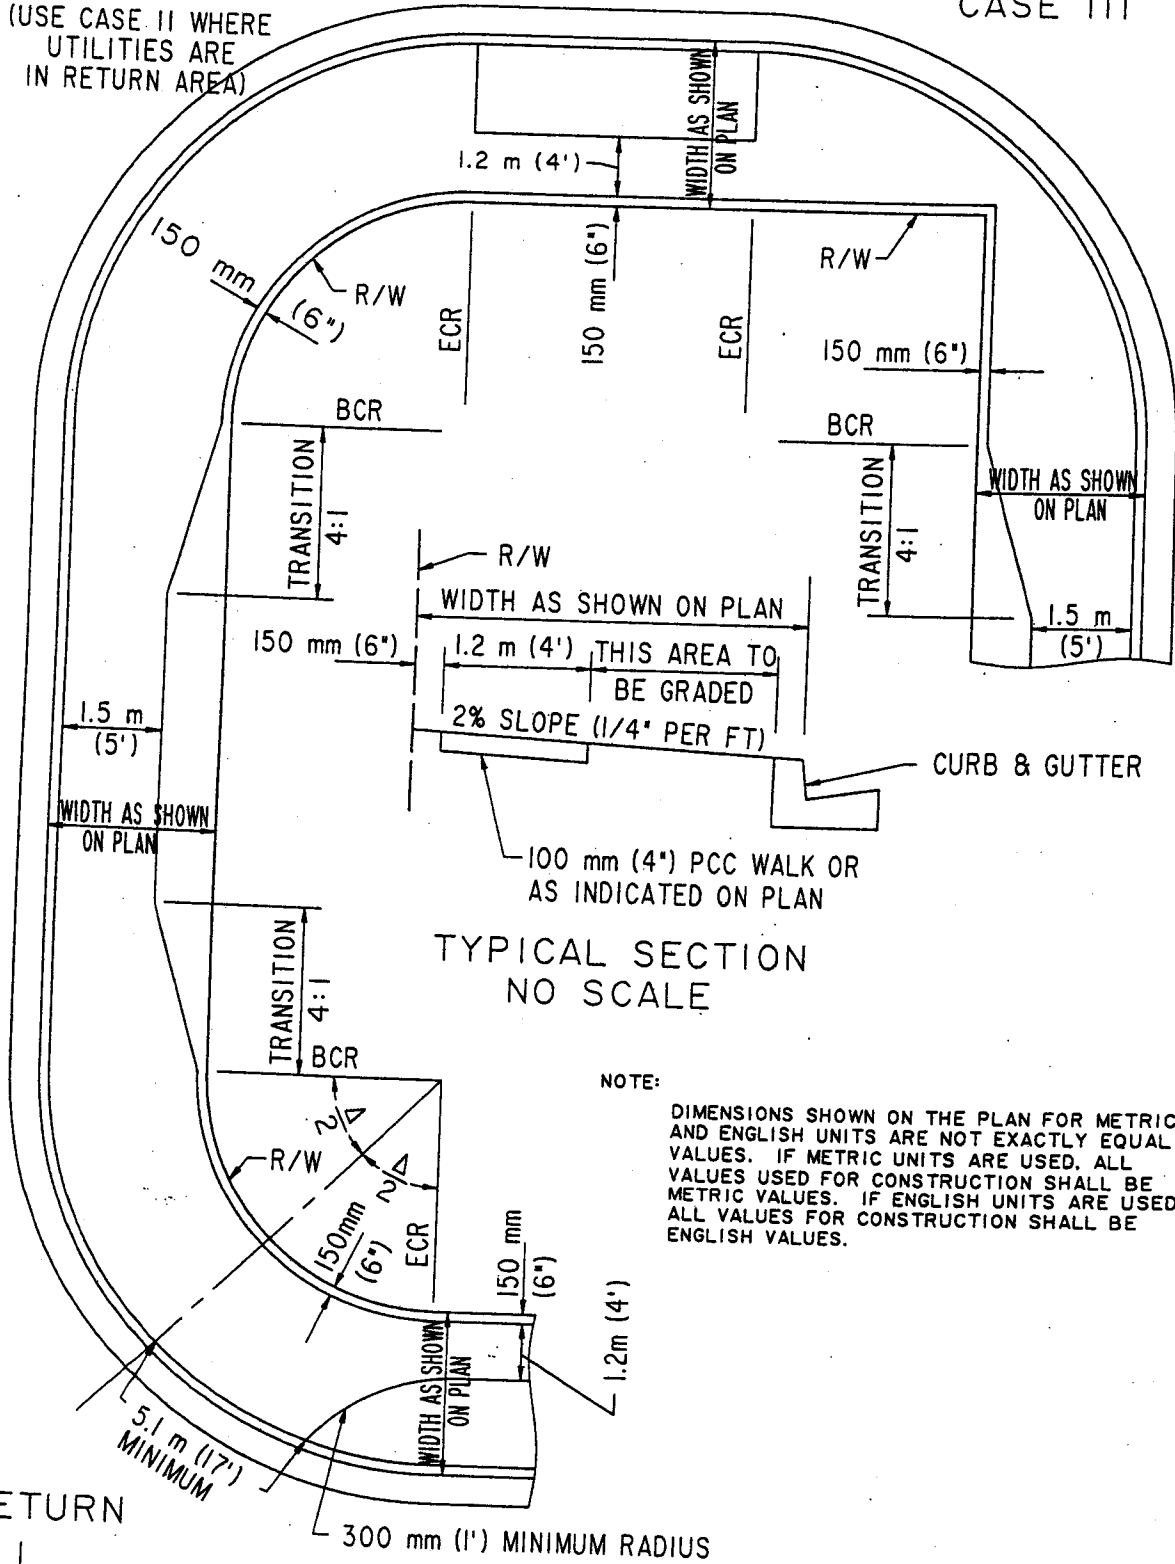 (USE CASE II WHERE
UTILITIES ARE
IN RETURN AREA)
CASE III
WIDTH AS SHOWN
ON PLAN
1.2 m (4')
150 mm (6")
R/W
150 mm
(6")
R/W
ECR
ECR
150 mm (6")
BCR
BCR
TRANSITION
4:1
TRANSITION
4:1
WIDTH AS SHOWN
ON PLAN
1.5 m
(5')
R/W
WIDTH AS SHOWN ON PLAN
150 mm (6")
1.2 m (4')
THIS AREA TO
BE GRADED
2% SLOPE (1/4" PER FT)
1.5 m
(5')
CURB & GUTTER
WIDTH AS SHOWN
ON PLAN
100 mm (4") PCC WALK OR
AS INDICATED ON PLAN
TYPICAL SECTION
NO SCALE
TRANSITION
4:1
BCR
Δ
2
Δ
2
R/W
150mm
(6")
ECR
150 mm
(6")
1.2m (4')
WIDTH AS SHOWN
ON PLAN
5.1 m (17')
MINIMUM
300 mm (1') MINIMUM RADIUS
NOTE:
DIMENSIONS SHOWN ON THE PLAN FOR METRIC
AND ENGLISH UNITS ARE NOT EXACTLY EQUAL
VALUES. IF METRIC UNITS ARE USED, ALL
VALUES USED FOR CONSTRUCTION SHALL BE
METRIC VALUES. IF ENGLISH UNITS ARE USED
ALL VALUES FOR CONSTRUCTION SHALL BE
ENGLISH VALUES.
ETURN
I